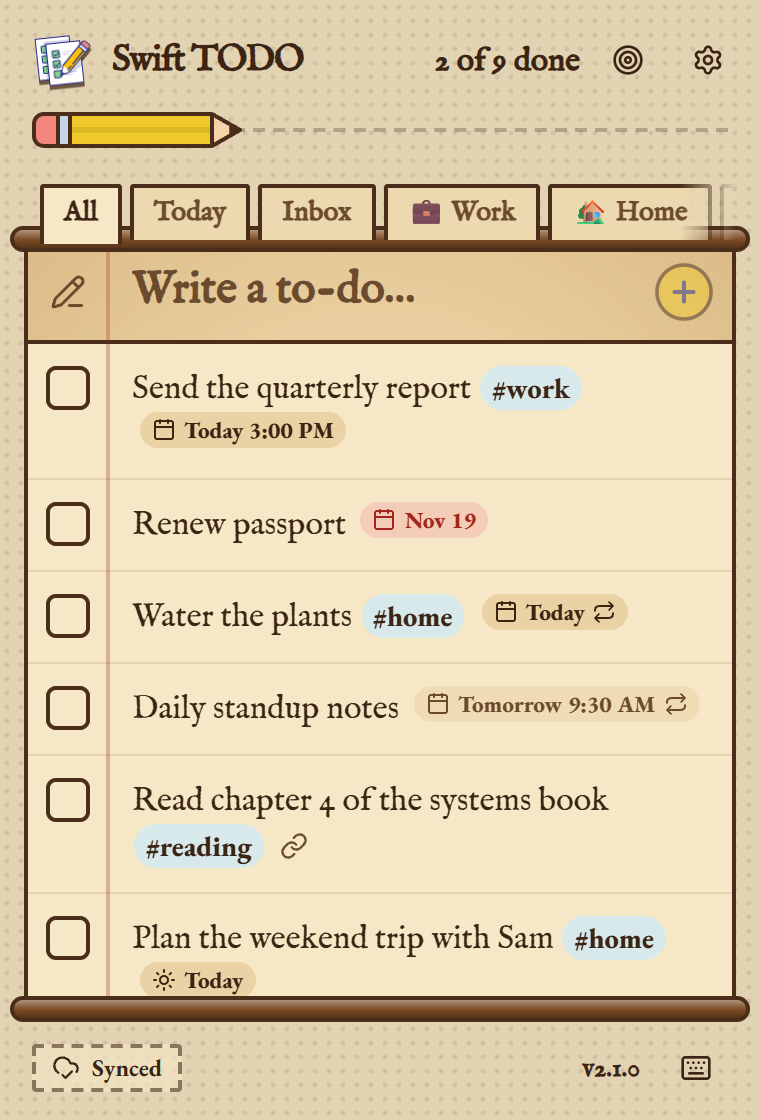 Swift TODO
2 of 9 done
All
Today
Inbox
Work
Home
Write a to-do...
Send the quarterly report #work
Today 3:00 PM
Renew passport Nov 19
Water the plants #home Today
Daily standup notes Tomorrow 9:30 AM
Read chapter 4 of the systems book
#reading
Plan the weekend trip with Sam #home
Today
Synced
v2.1.0